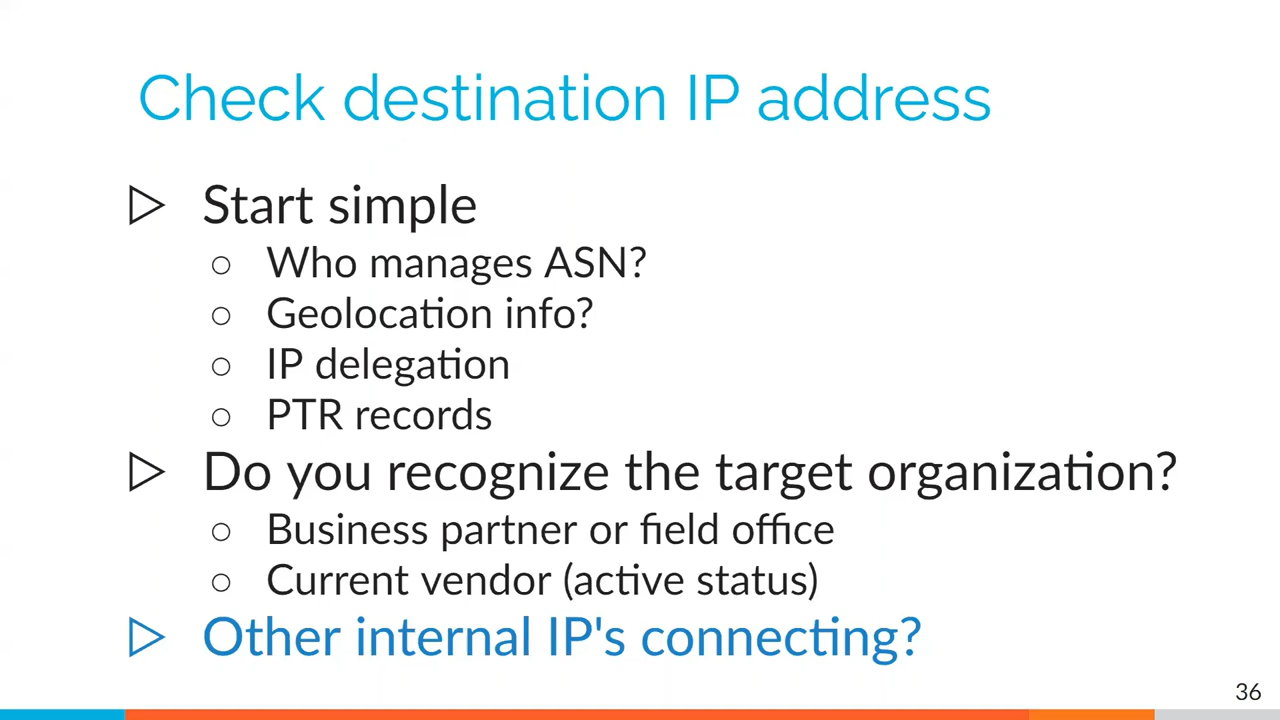 Check destination IP address
▷ Start simple
○ Who manages ASN?
○ Geolocation info?
○ IP delegation
○ PTR records
▷ Do you recognize the target organization?
○ Business partner or field office
○ Current vendor (active status)
▷ Other internal IP's connecting?
36